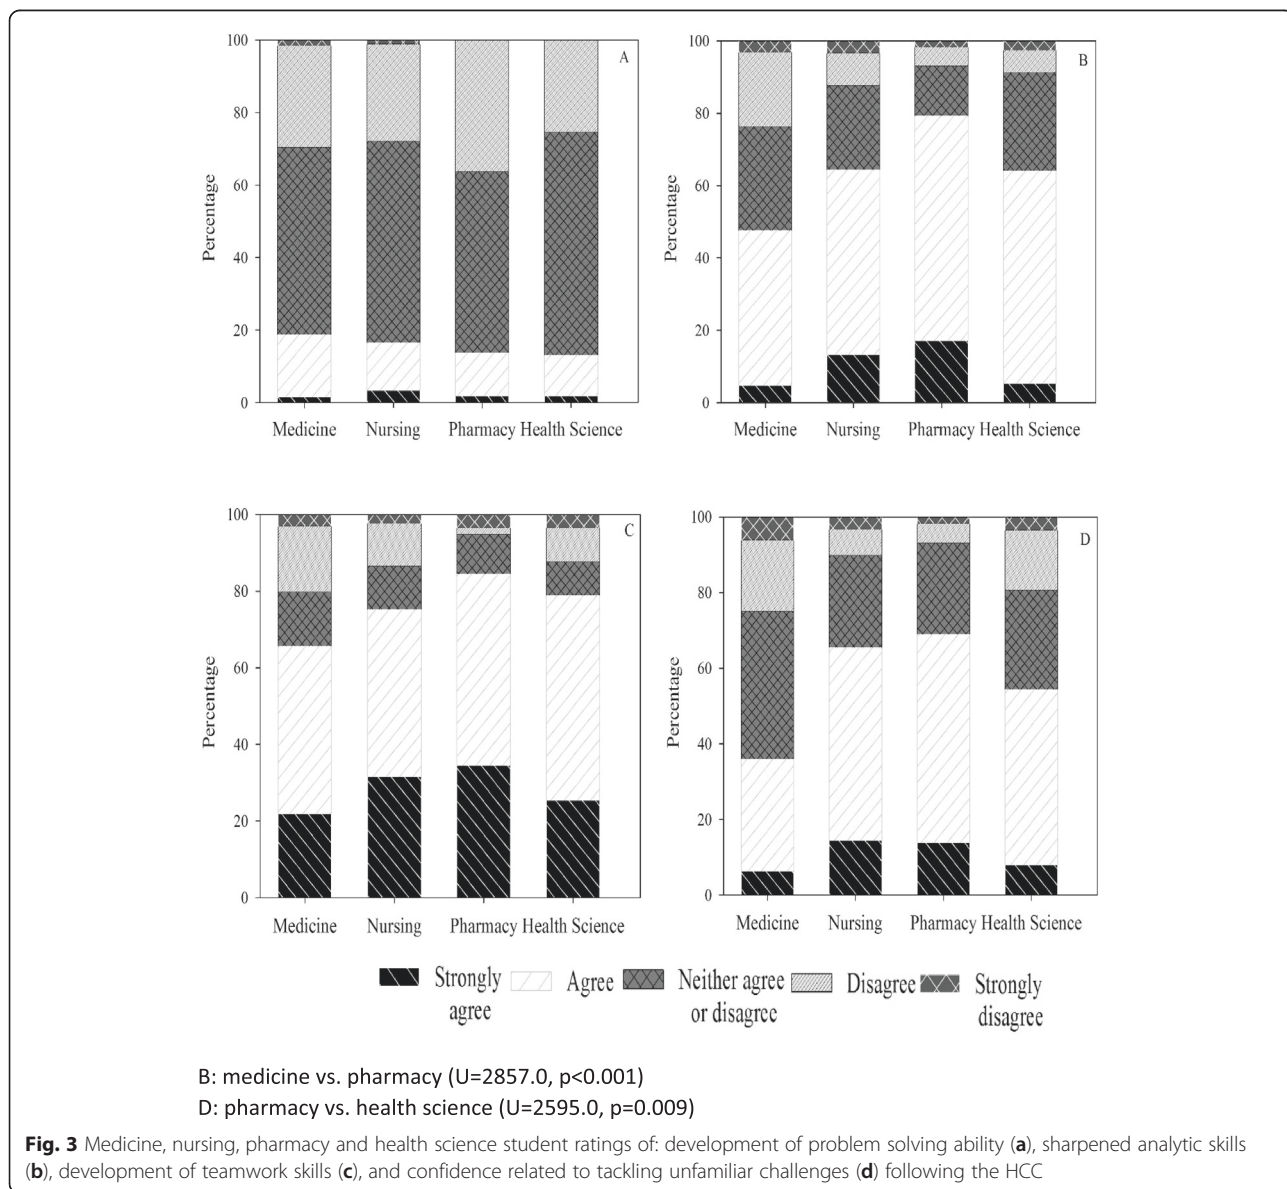 100
80
60
40
20
0
Percentage
A
Medicine Nursing Pharmacy Health Science
100
80
60
40
20
0
Percentage
B
Medicine Nursing Pharmacy Health Science
100
80
60
40
20
0
Percentage
C
Medicine Nursing Pharmacy Health Science
100
80
60
40
20
0
Percentage
D
Medicine Nursing Pharmacy Health Science
Strongly agree
Agree
Neither agree or disagree
Disagree
Strongly disagree
B: medicine vs. pharmacy (U=2857.0, p<0.001)
D: pharmacy vs. health science (U=2595.0, p=0.009)
Fig. 3 Medicine, nursing, pharmacy and health science student ratings of: development of problem solving ability (a), sharpened analytic skills
(b), development of teamwork skills (c), and confidence related to tackling unfamiliar challenges (d) following the HCC